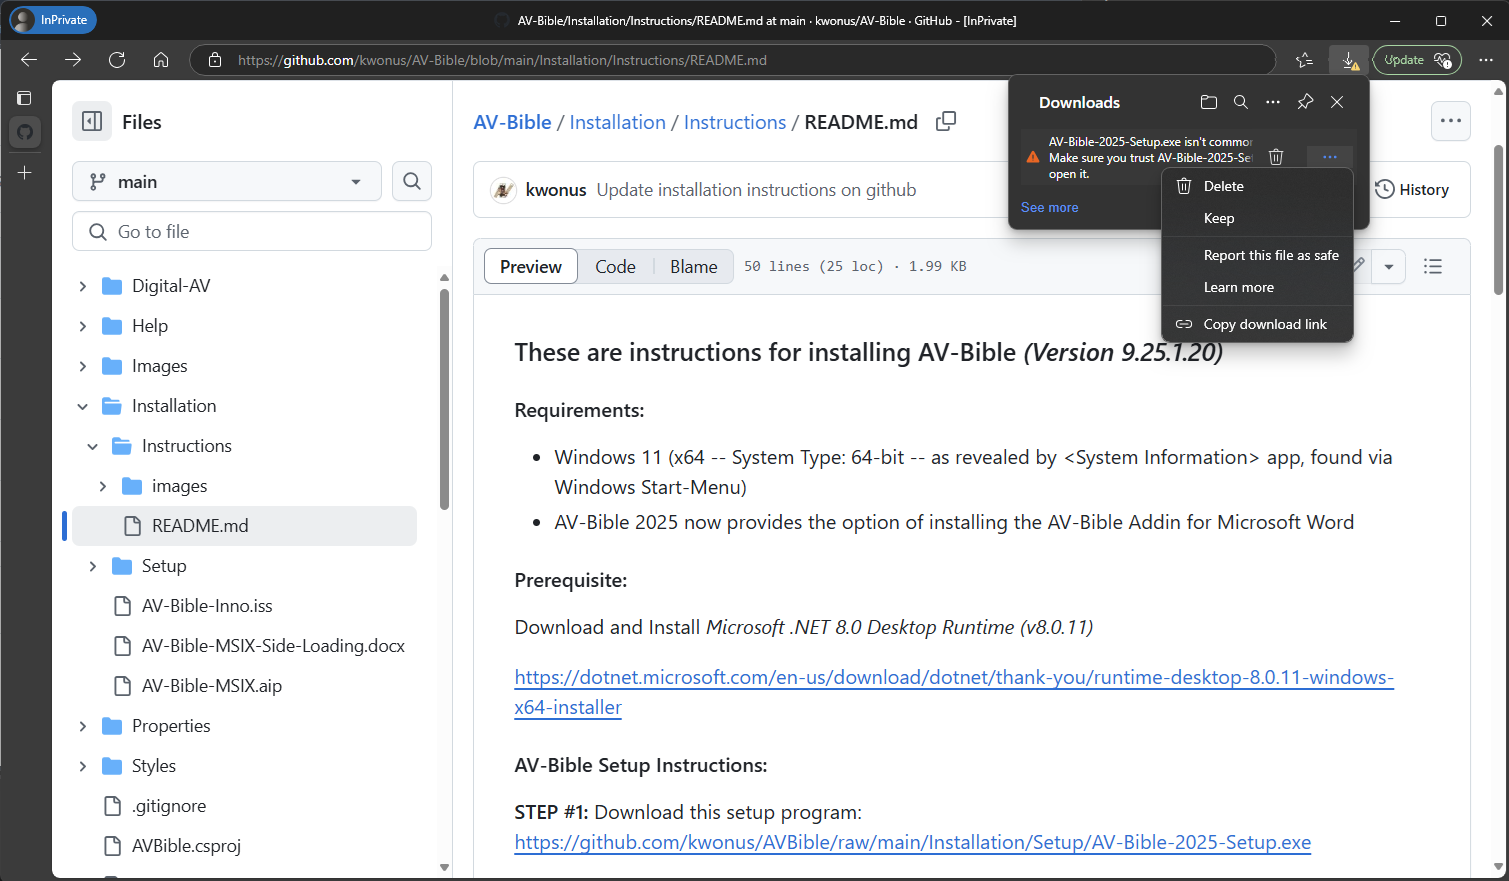 InPrivate
AV-Bible/Installation/Instructions/README.md at main · kwonus/AV-Bible · GitHub - [InPrivate]
https://github.com/kwonus/AV-Bible/blob/main/Installation/Instructions/README.md
Update
Files
main
Go to file
Digital-AV
Help
Images
Installation
Instructions
images
README.md
Setup
AV-Bible-Inno.iss
AV-Bible-MSIX-Side-Loading.docx
AV-Bible-MSIX.aip
Properties
Styles
.gitignore
AVBible.csproj
AV-Bible / Installation / Instructions / README.md
kwonus Update installation instructions on github
History
Preview Code Blame 50 lines (25 loc) · 1.99 KB
Downloads
AV-Bible-2025-Setup.exe isn't common
Make sure you trust AV-Bible-2025-Se
open it.
See more
Delete
Keep
Report this file as safe
Learn more
Copy download link
These are instructions for installing AV-Bible (Version 9.25.1.20)
Requirements:
• Windows 11 (x64 -- System Type: 64-bit -- as revealed by <System Information> app, found via
Windows Start-Menu)
• AV-Bible 2025 now provides the option of installing the AV-Bible Addin for Microsoft Word
Prerequisite:
Download and Install Microsoft .NET 8.0 Desktop Runtime (v8.0.11)
https://dotnet.microsoft.com/en-us/download/dotnet/thank-you/runtime-desktop-8.0.11-windows-
x64-installer
AV-Bible Setup Instructions:
STEP #1: Download this setup program:
https://github.com/kwonus/AVBible/raw/main/Installation/Setup/AV-Bible-2025-Setup.exe